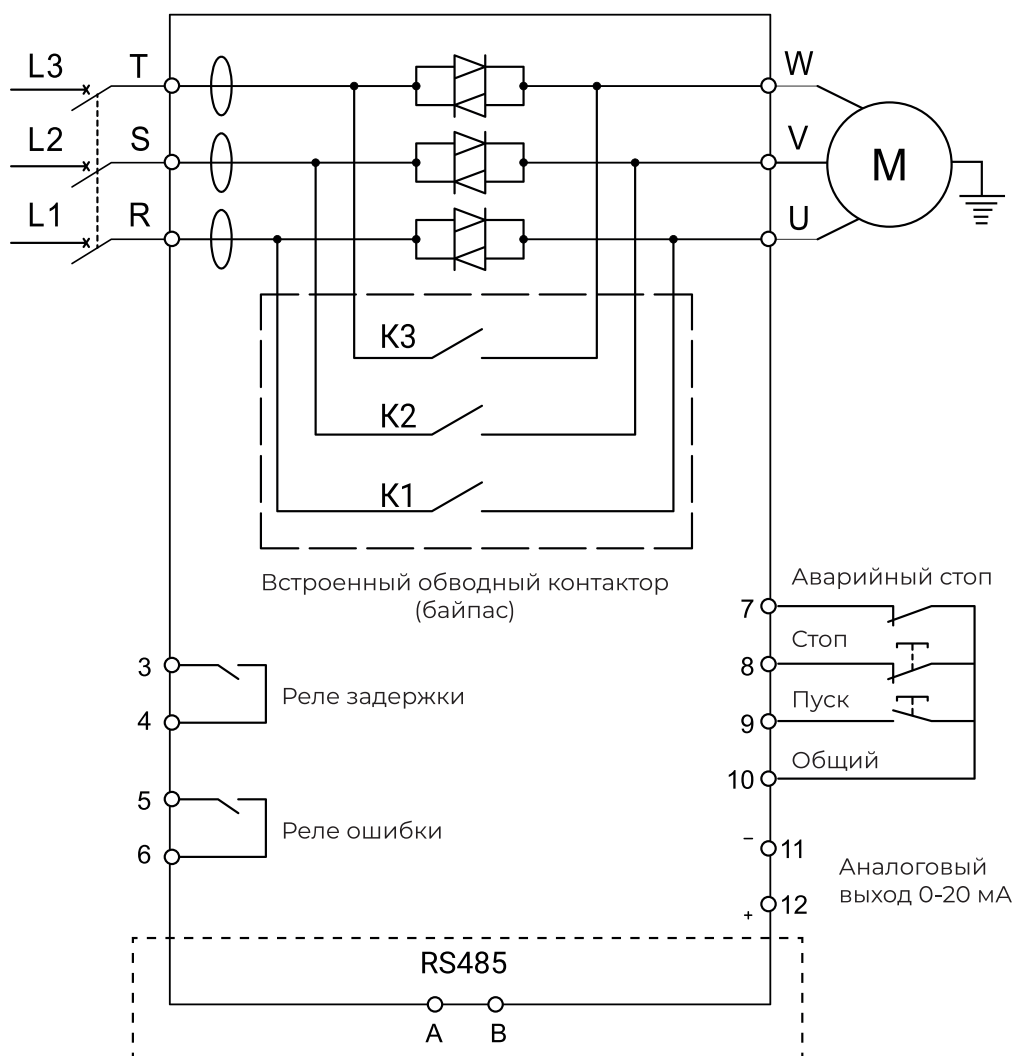 L3 T W
L2 S V
M
L1 R U
K3
K2
K1
Встроенный обводный контактор
(байпас)
Аварийный стоп
7
Стоп
8
Пуск
9
Общий
10
3
Реле задержки
4
5
Реле ошибки
6
− 11
Аналоговый
выход 0-20 мА
+ 12
RS485
A B